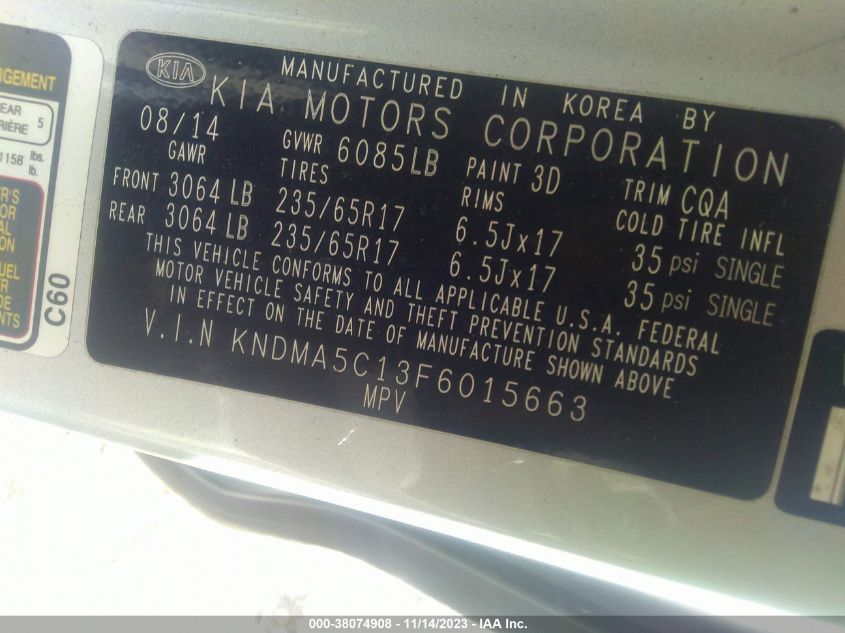 RGEMENT
EAR 5
RIÈRE
1158 lbs.
lb.
C60
KIA
MANUFACTURED IN KOREA BY
KIA MOTORS CORPORATION
08/14 GVWR 6085LB PAINT 3D TRIM CQA
GAWR TIRES RIMS COLD TIRE INFL
FRONT 3064 LB 235/65R17 6.5Jx17 35 psi SINGLE
REAR 3064 LB 235/65R17 6.5Jx17 35 psi SINGLE
THIS VEHICLE CONFORMS TO ALL APPLICABLE U.S.A. FEDERAL
MOTOR VEHICLE SAFETY AND THEFT PREVENTION STANDARDS
IN EFFECT ON THE DATE OF MANUFACTURE SHOWN ABOVE
V.I.N KNDMA5C13F6015663
MPV
000-38074908 - 11/14/2023 - IAA Inc.